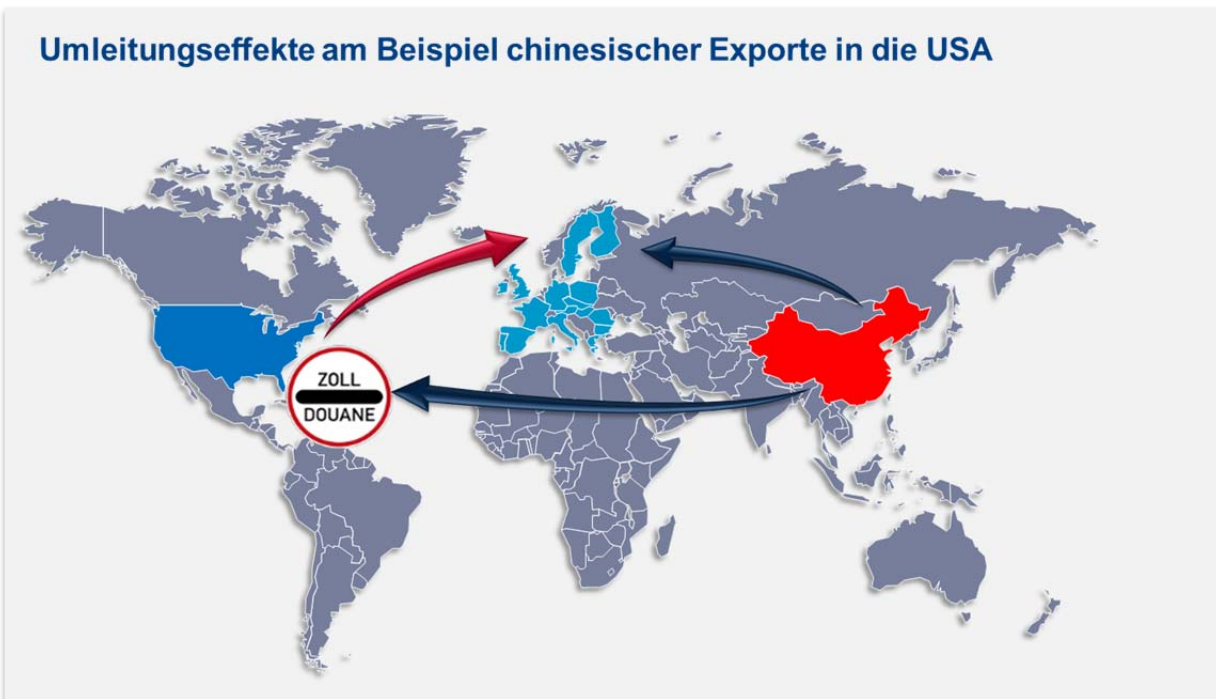 Umleitungseffekte am Beispiel chinesischer Exporte in die USA
ZOLL
DOUANE